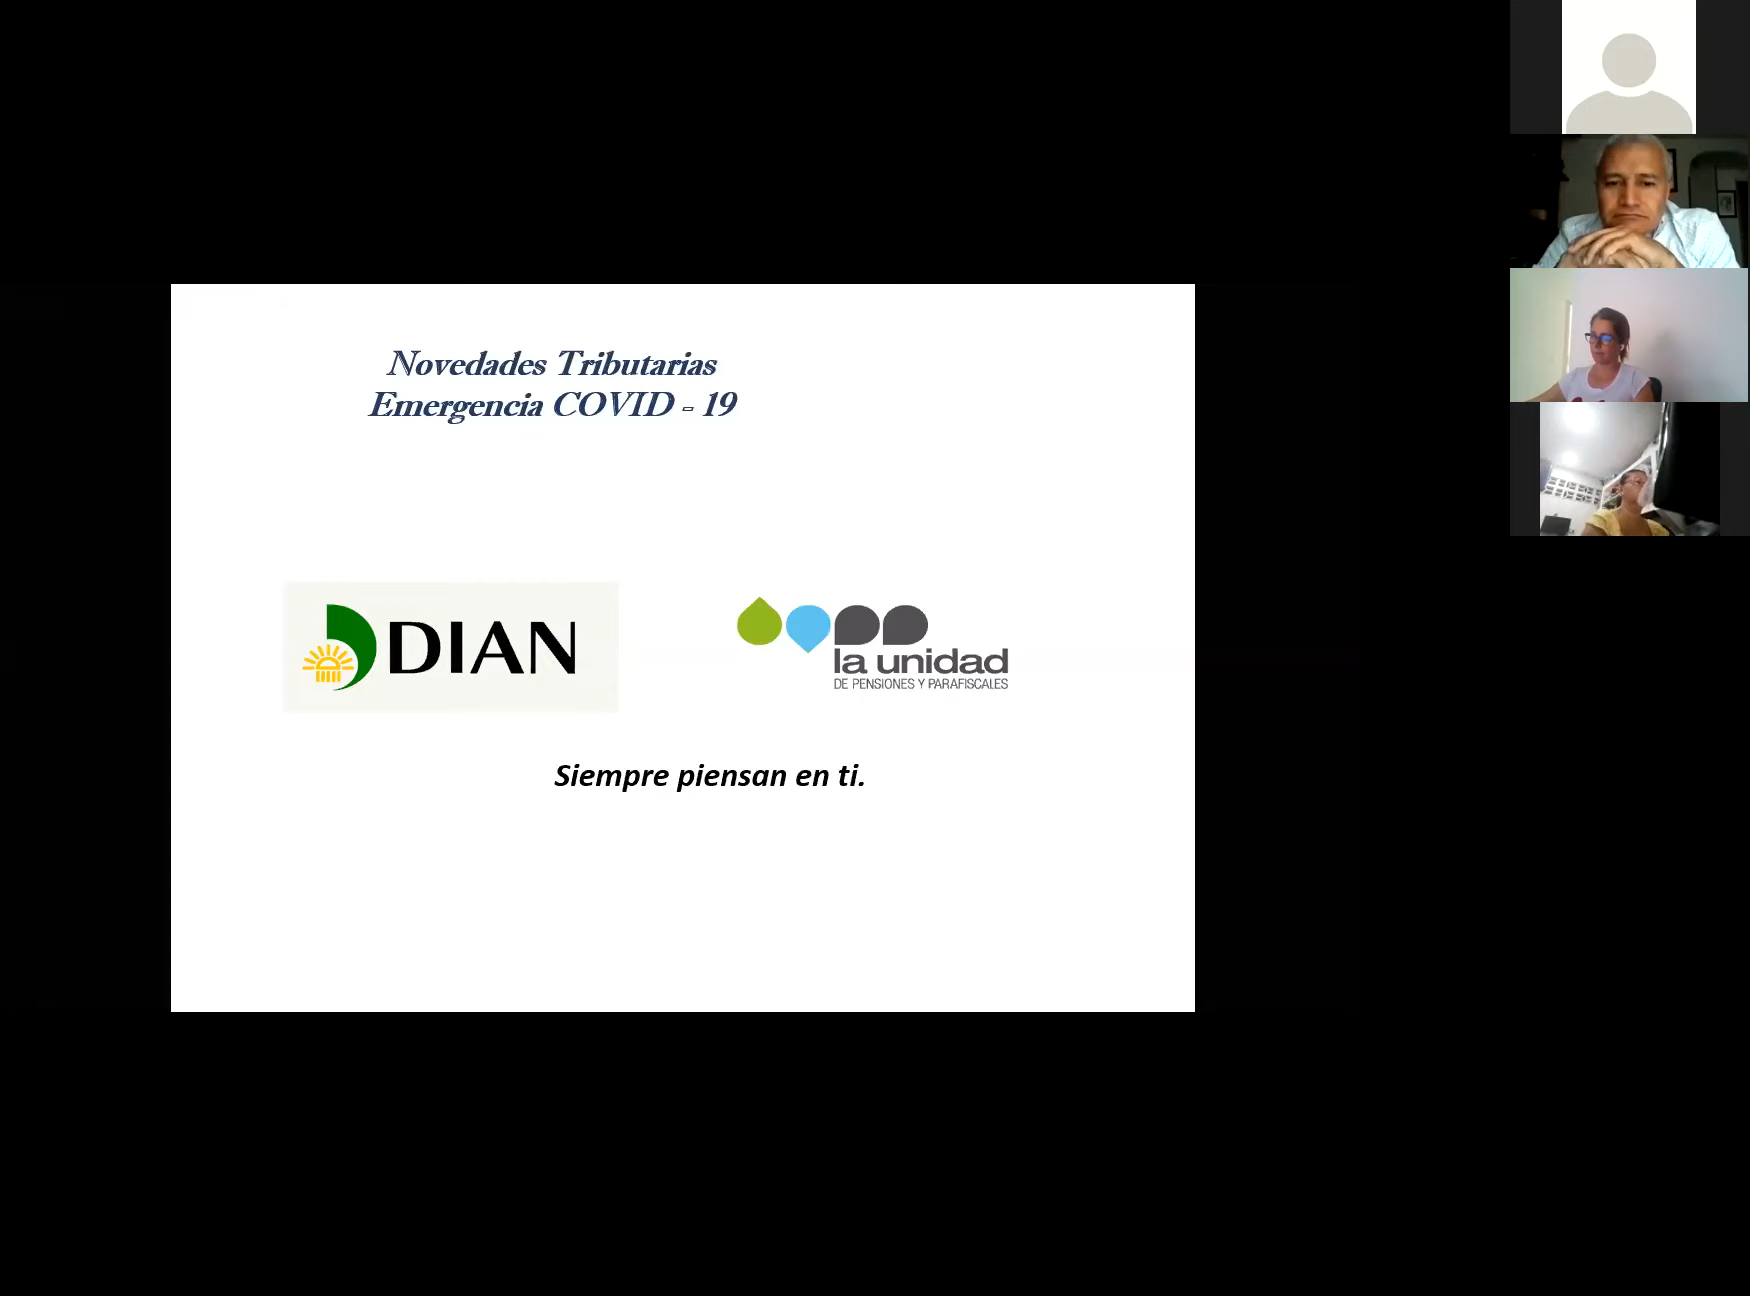 Novedades Tributarias
Emergencia COVID - 19
DIAN
la unidad
DE PENSIONES Y PARAFISCALES
Siempre piensan en ti.